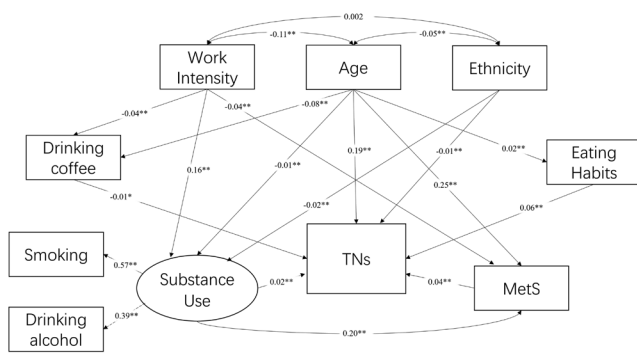 0.002
-0.11**
-0.05**
Work
Intensity
Age
Ethnicity
-0.04**
-0.04**
-0.08**
Drinking
coffee
0.16**
-0.01**
0.19**
-0.01**
0.02**
0.25**
Eating
Habits
-0.01*
-0.02**
0.06**
Smoking
0.57**
Substance
Use
0.02**
TNs
0.04**
MetS
Drinking
alcohol
0.39**
0.20**